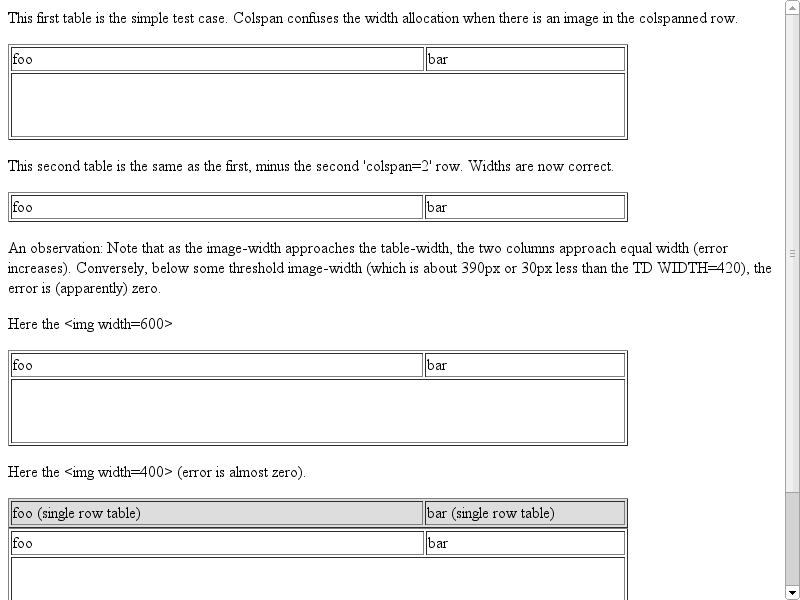 This first table is the simple test case. Colspan confuses the width allocation when there is an image in the colspanned row.
foo bar
This second table is the same as the first, minus the second 'colspan=2' row. Widths are now correct.
foo bar
An observation: Note that as the image-width approaches the table-width, the two columns approach equal width (error
increases). Conversely, below some threshold image-width (which is about 390px or 30px less than the TD WIDTH=420), the
error is (apparently) zero.
Here the <img width=600>
foo bar
Here the <img width=400> (error is almost zero).
foo (single row table) bar (single row table)
foo bar